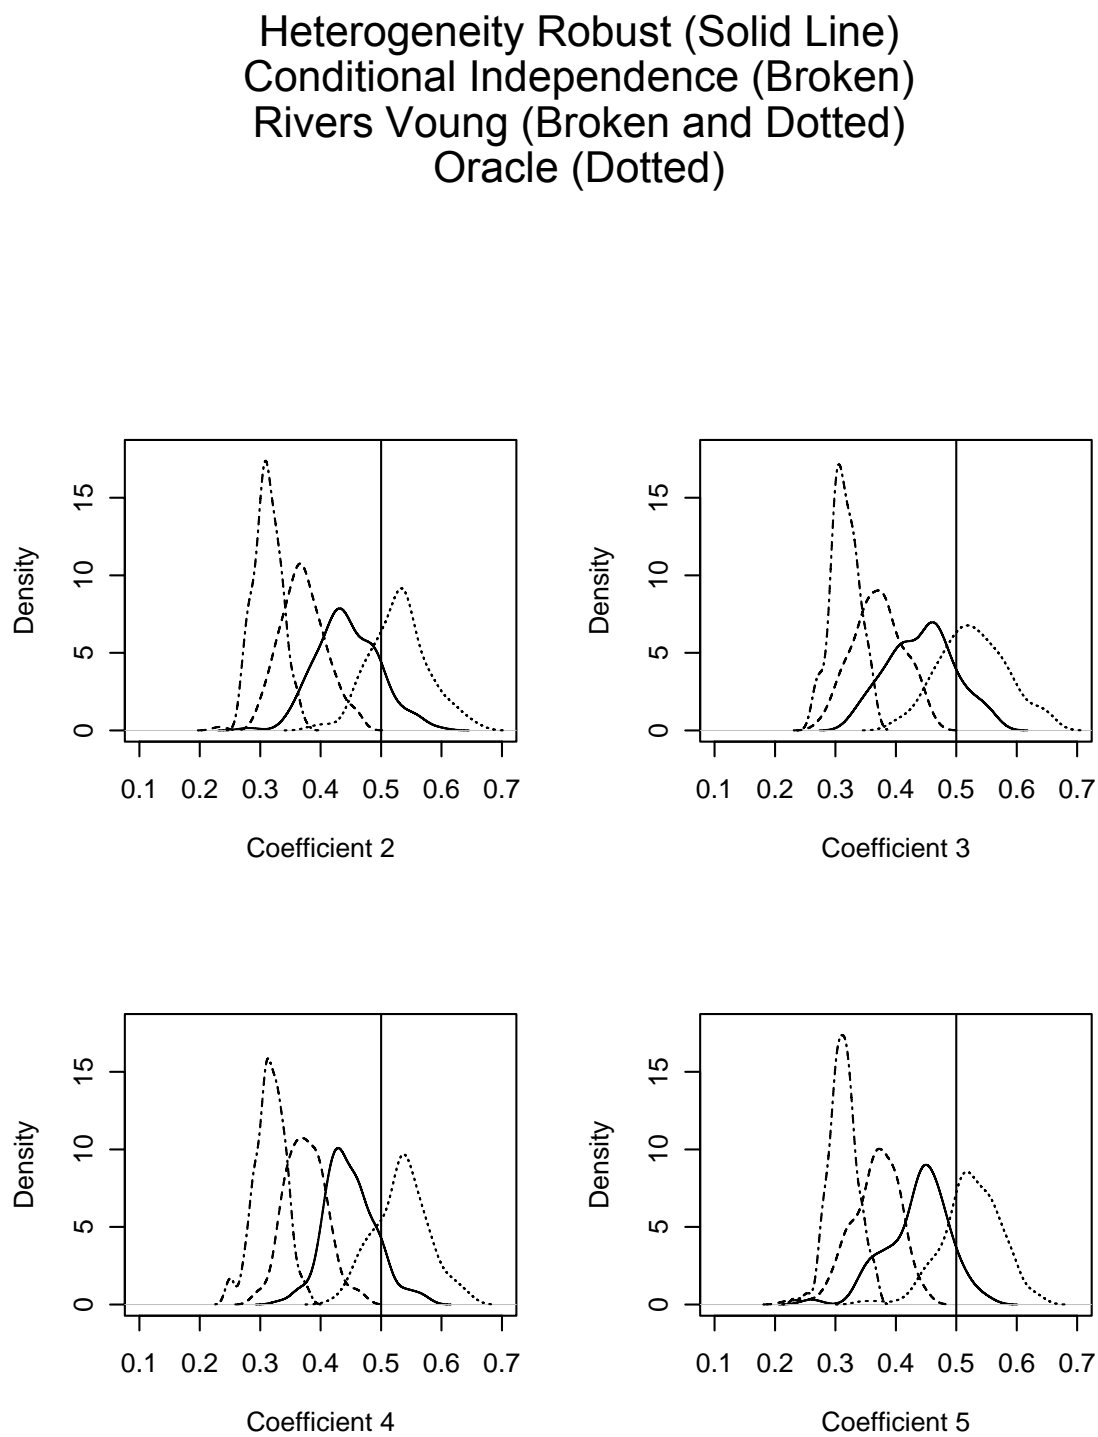 Heterogeneity Robust (Solid Line)
Conditional Independence (Broken)
Rivers Voung (Broken and Dotted)
Oracle (Dotted)
Density
0 5 10 15
0.1 0.2 0.3 0.4 0.5 0.6 0.7
Coefficient 2
Density
0 5 10 15
0.1 0.2 0.3 0.4 0.5 0.6 0.7
Coefficient 3
Density
0 5 10 15
0.1 0.2 0.3 0.4 0.5 0.6 0.7
Coefficient 4
Density
0 5 10 15
0.1 0.2 0.3 0.4 0.5 0.6 0.7
Coefficient 5